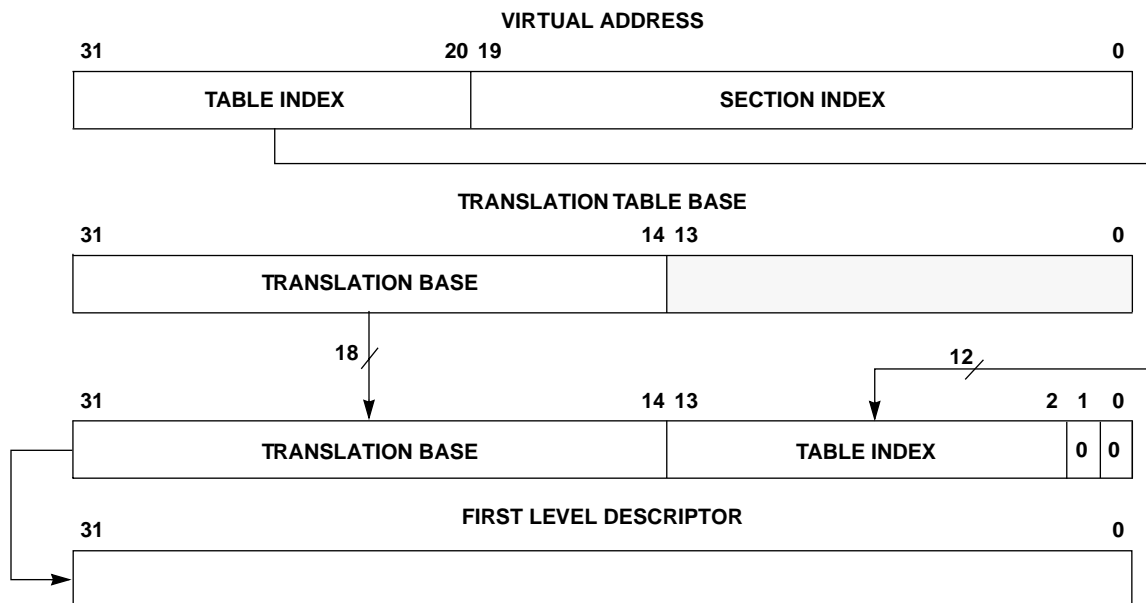 VIRTUAL ADDRESS
31 20 19 0
TABLE INDEX SECTION INDEX
TRANSLATION TABLE BASE
31 14 13 0
TRANSLATION BASE
18 12
31 14 13 2 1 0
TRANSLATION BASE TABLE INDEX 0 0
FIRST LEVEL DESCRIPTOR
31 0